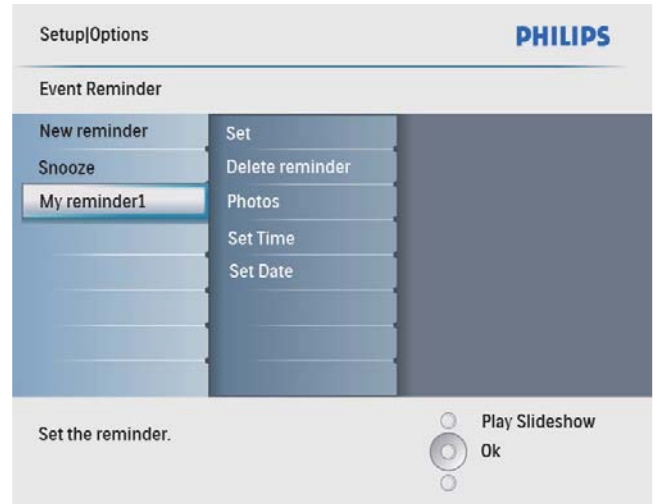 Setup|Options
PHILIPS
Event Reminder
New reminder
Snooze
My reminder1
Set
Delete reminder
Photos
Set Time
Set Date
Set the reminder.
Play Slideshow
Ok